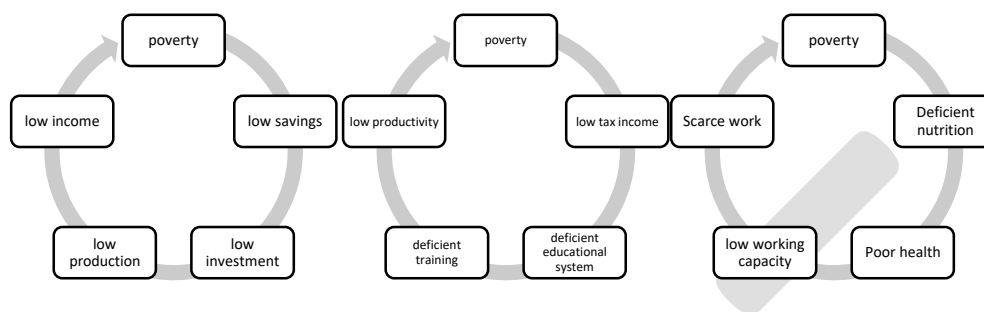 poverty
low savings
low
investment
low
production
low income
poverty
low tax income
deficient
educational
system
deficient
training
low productivity
poverty
Deficient
nutrition
Poor health
low working
capacity
Scarce work